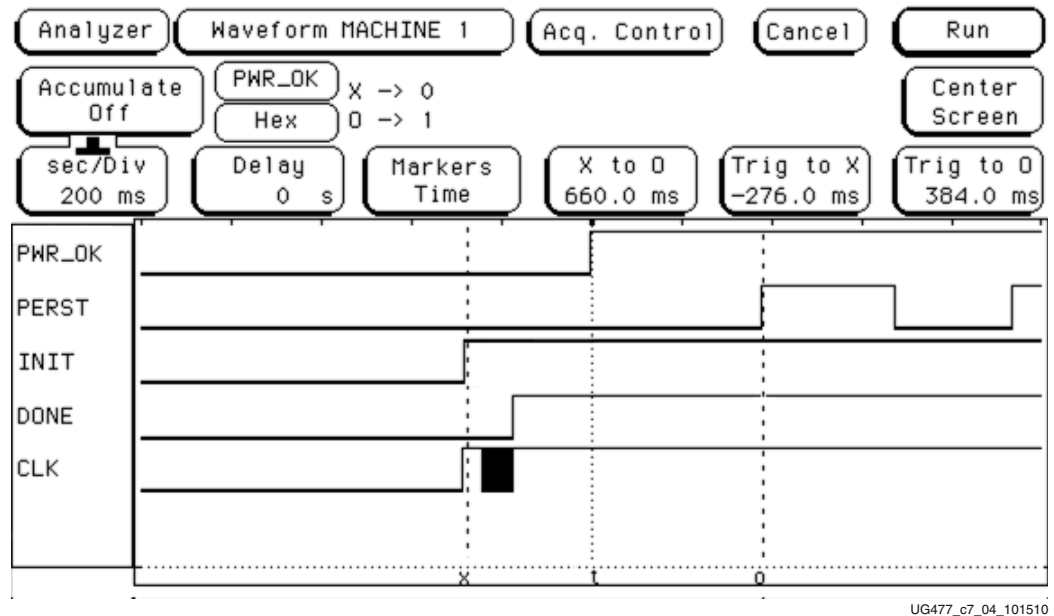 Analyzer Waveform MACHINE 1 Acq. Control Cancel Run
Accumulate Off PWR_OK X -> 0 Center Screen
Hex O -> 1
sec/Div Delay Markers X to O Trig to X Trig to O
200 ms 0 s Time 660.0 ms -276.0 ms 384.0 ms
PWR_OK
PERST
INIT
DONE
CLK
X t O
UG477_c7_04_101510